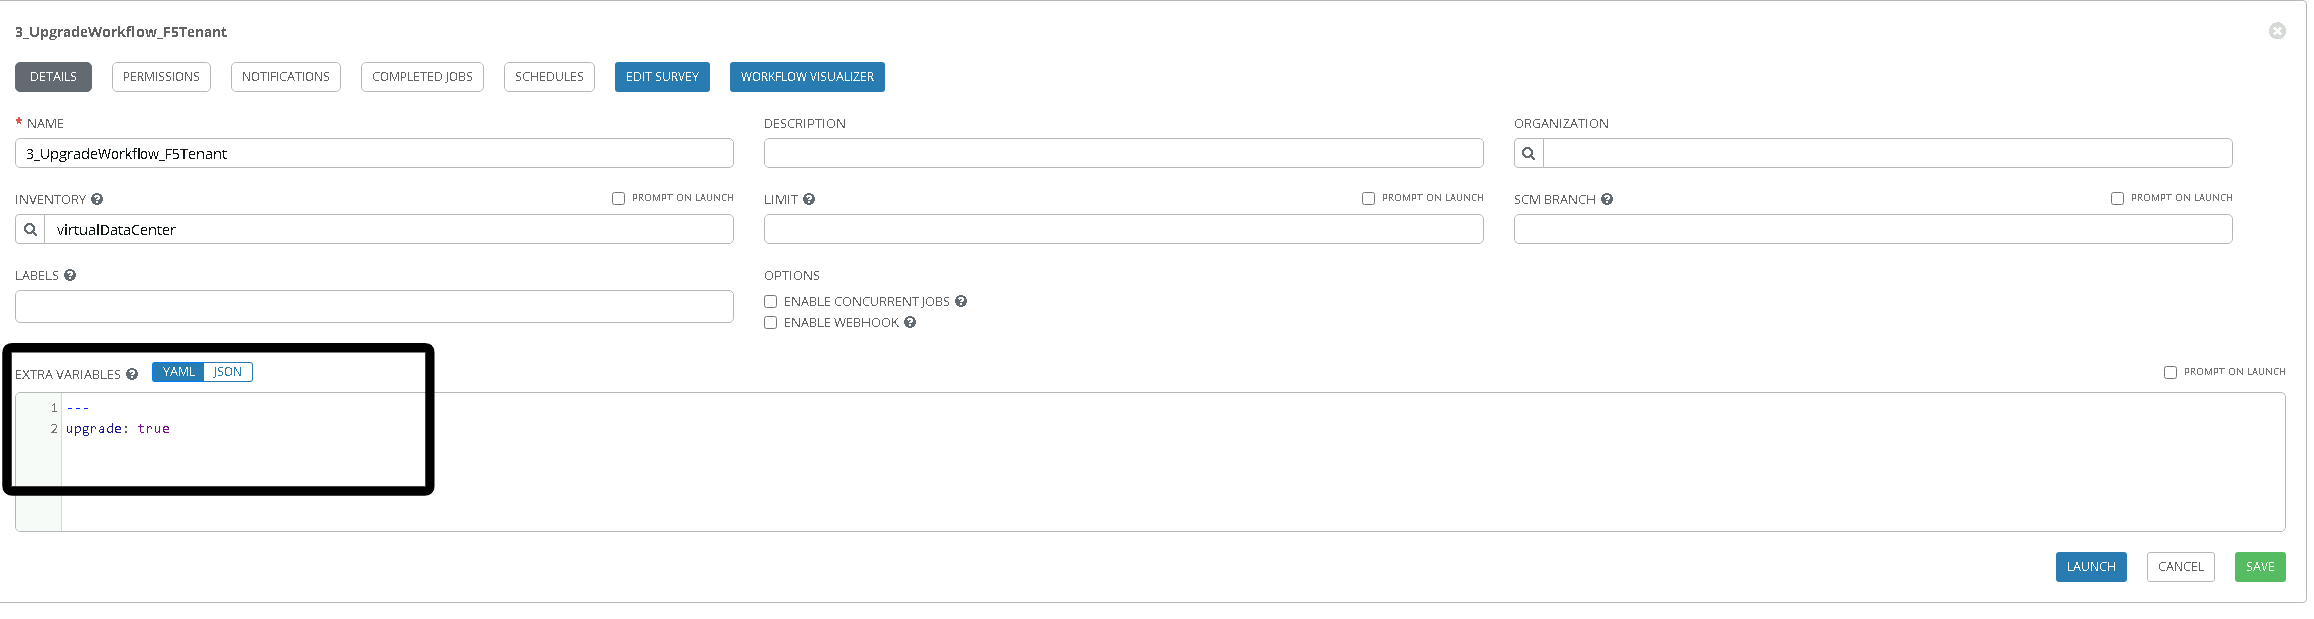 3_UpgradeWorkflow_F5Tenant
DETAILS PERMISSIONS NOTIFICATIONS COMPLETED JOBS SCHEDULES EDIT SURVEY WORKFLOW VISUALIZER
* NAME DESCRIPTION ORGANIZATION
3_UpgradeWorkflow_F5Tenant
INVENTORY PROMPT ON LAUNCH LIMIT PROMPT ON LAUNCH SCM BRANCH PROMPT ON LAUNCH
virtualDataCenter
LABELS OPTIONS
ENABLE CONCURRENT JOBS
ENABLE WEBHOOK
EXTRA VARIABLES YAML JSON PROMPT ON LAUNCH
1 ---
2 upgrade: true
LAUNCH CANCEL SAVE